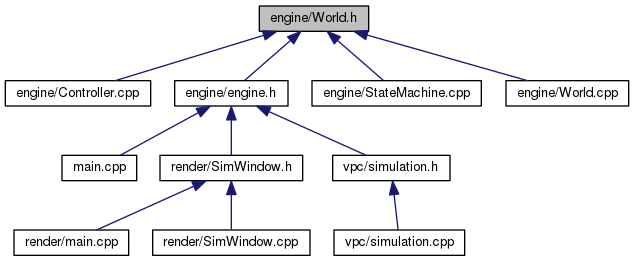 engine/World.h
engine/Controller.cpp
engine/engine.h
engine/StateMachine.cpp
engine/World.cpp
main.cpp
render/SimWindow.h
vpc/simulation.h
render/main.cpp
render/SimWindow.cpp
vpc/simulation.cpp